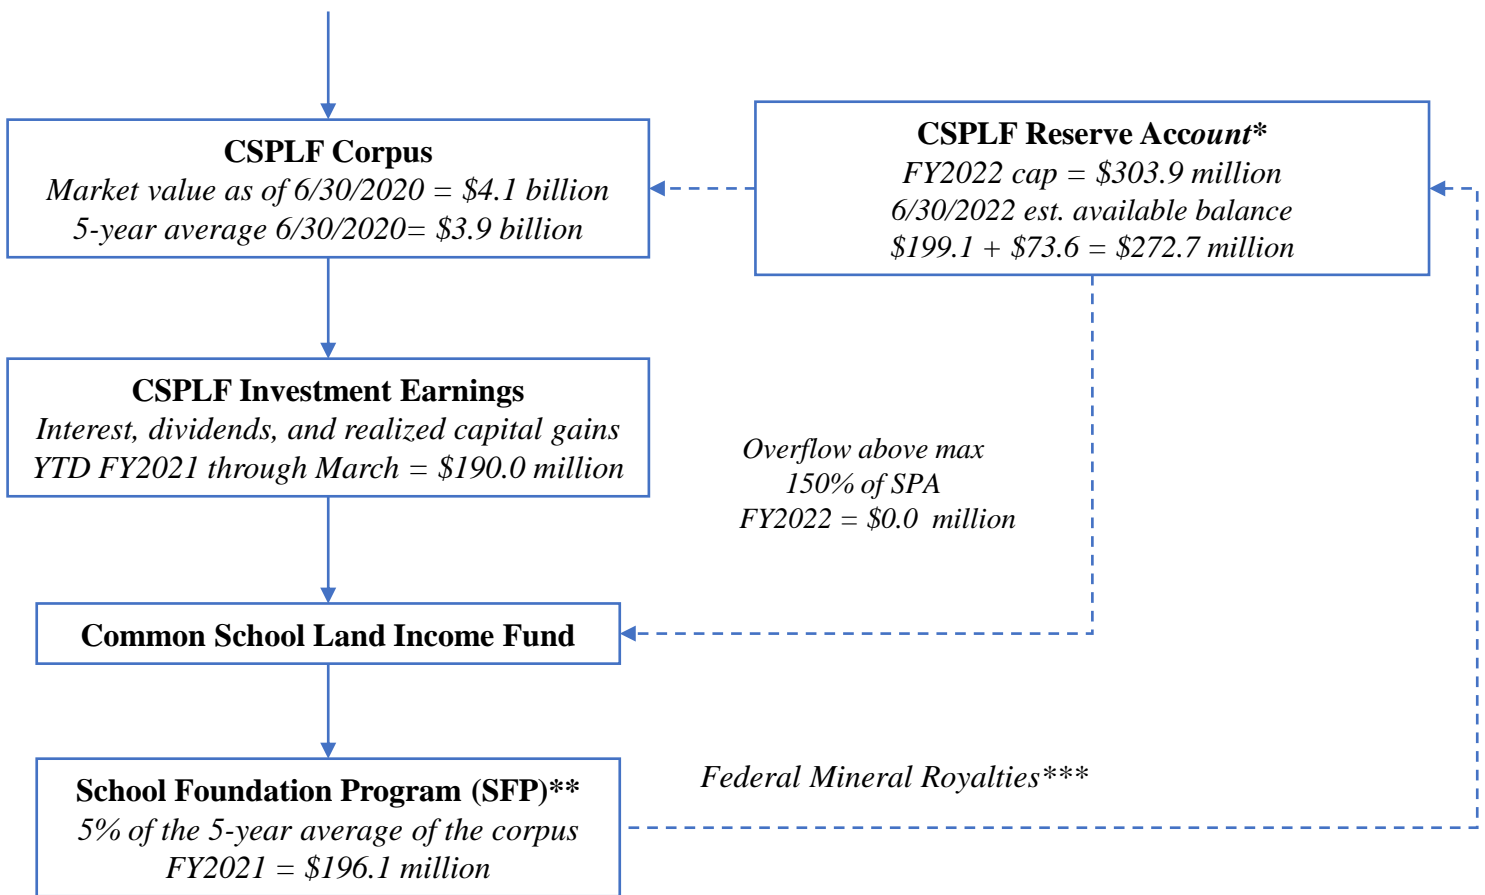 CSPLF Corpus
Market value as of 6/30/2020 = $4.1 billion
5-year average 6/30/2020= $3.9 billion
CSPLF Reserve Account*
FY2022 cap = $303.9 million
6/30/2022 est. available balance
$199.1 + $73.6 = $272.7 million
CSPLF Investment Earnings
Interest, dividends, and realized capital gains
YTD FY2021 through March = $190.0 million
Overflow above max
150% of SPA
FY2022 = $0.0 million
Common School Land Income Fund
School Foundation Program (SFP)**
5% of the 5-year average of the corpus
FY2021 = $196.1 million
Federal Mineral Royalties***